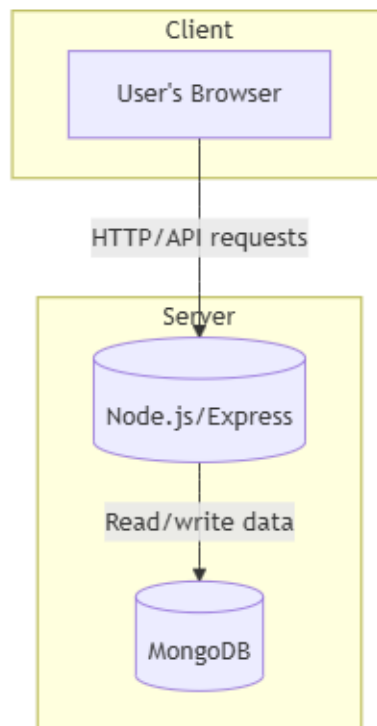 Client
User's Browser
HTTP/API requests
Server
Node.js/Express
Read/write data
MongoDB